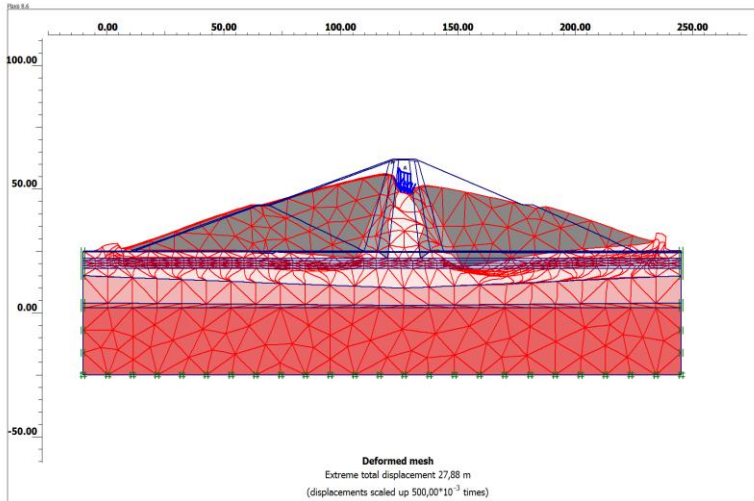 Plaxis 8.6
0.00 50.00 100.00 150.00 200.00 250.00
100.00
50.00
0.00
-50.00
Deformed mesh
Extreme total displacement 27,88 m
(displacements scaled up 500,00*10⁻³ times)